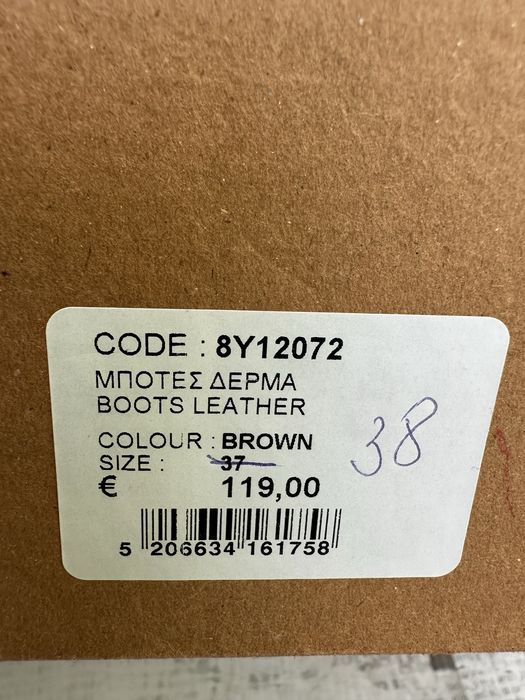 CODE : 8Y12072
ΜΠΟΤΕΣ ΔΕΡΜΑ
BOOTS LEATHER
COLOUR : BROWN
SIZE : 37
38
€ 119,00
5 206634 161758